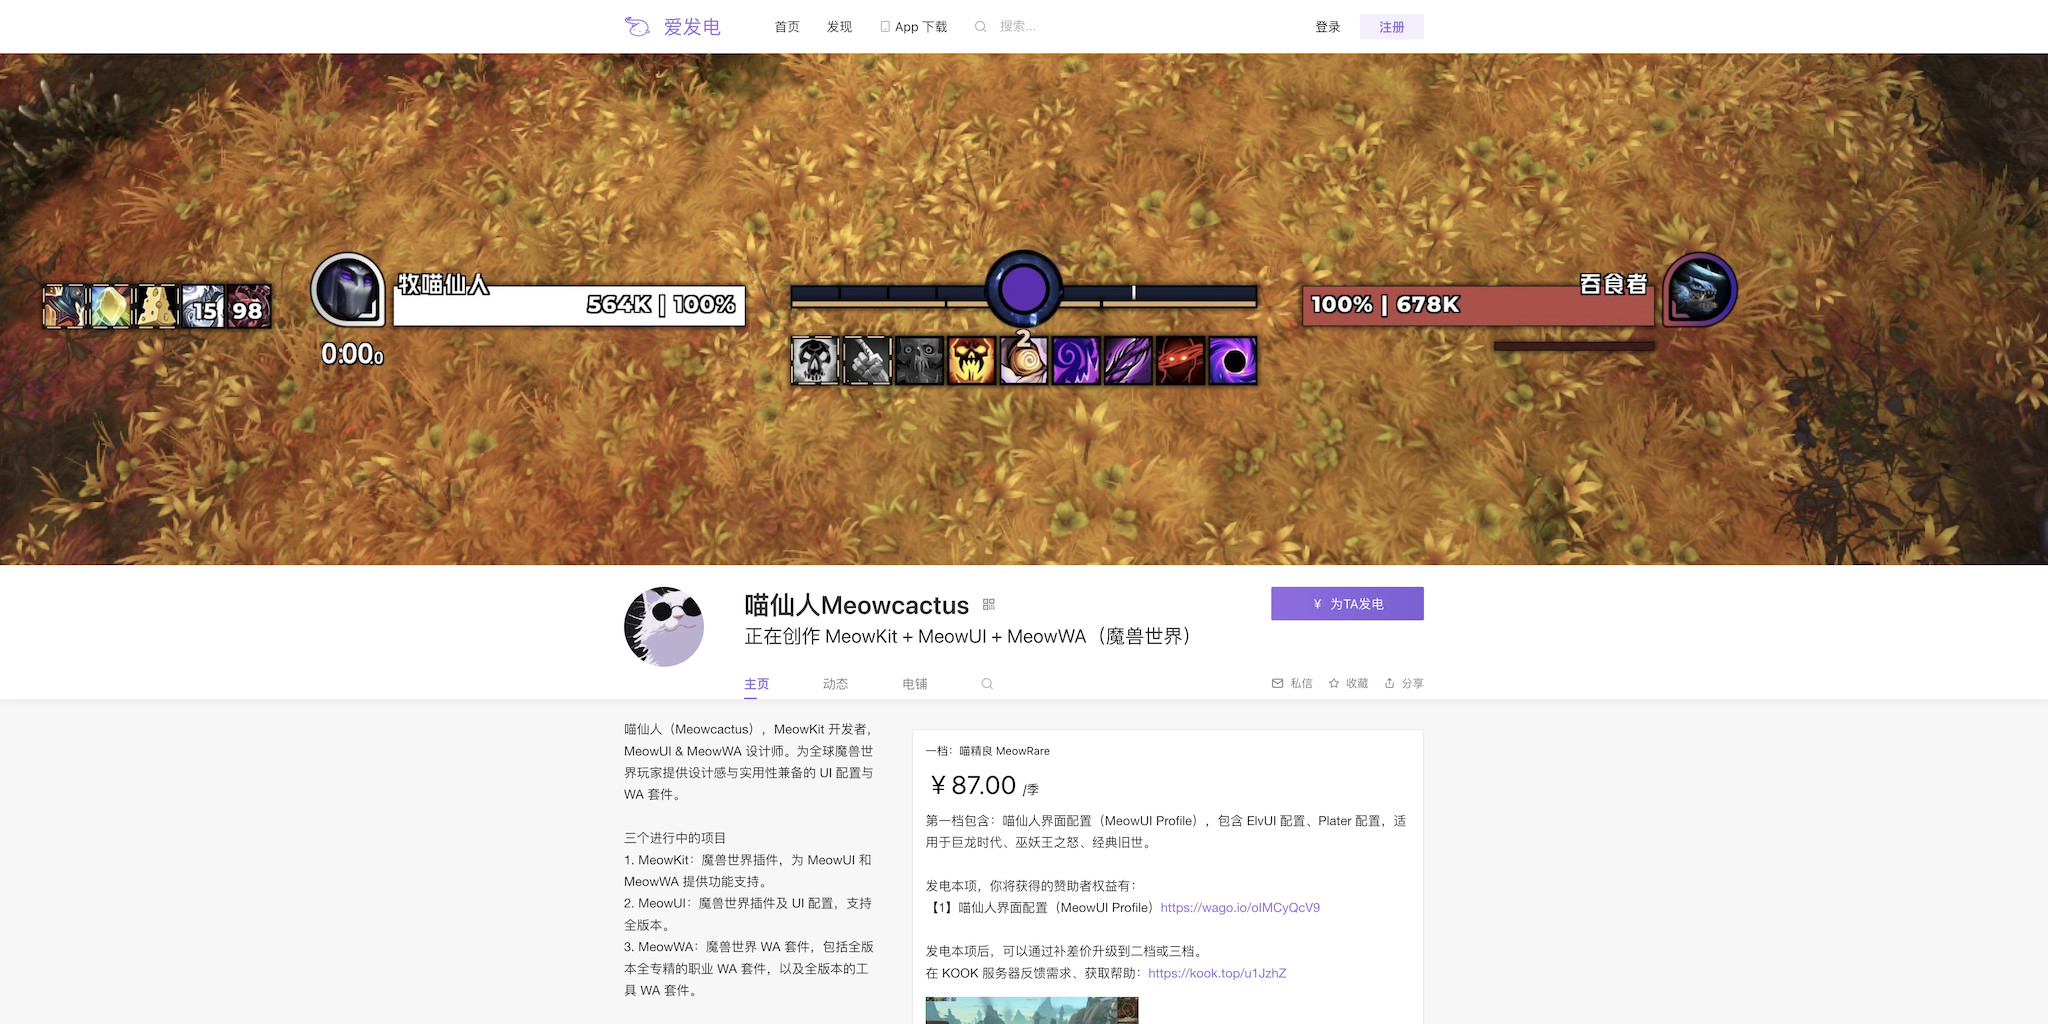 爱发电
首页
发现
App 下载
搜索...
登录
注册
牧喵仙人
564K | 100%
15
98
0:00.0
2
吞食者
100% | 678K
喵仙人Meowcactus
正在创作 MeowKit + MeowUI + MeowWA（魔兽世界）
¥ 为TA发电
主页
动态
电铺
私信
收藏
分享
喵仙人（Meowcactus），MeowKit 开发者，
MeowUI & MeowWA 设计师。为全球魔兽世
界玩家提供设计感与实用性兼备的 UI 配置与
WA 套件。
三个进行中的项目
1. MeowKit：魔兽世界插件，为 MeowUI 和
MeowWA 提供功能支持。
2. MeowUI：魔兽世界插件及 UI 配置，支持
全版本。
3. MeowWA：魔兽世界 WA 套件，包括全版
本全专精的职业 WA 套件，以及全版本的工
具 WA 套件。
一档：喵精良 MeowRare
¥ 87.00 /季
第一档包含：喵仙人界面配置（MeowUI Profile），包含 ElvUI 配置、Plater 配置，适
用于巨龙时代、巫妖王之怒、经典旧世。
发电本项，你将获得的赞助者权益有：
【1】喵仙人界面配置（MeowUI Profile）https://wago.io/oIMCyQcV9
发电本项后，可以通过补差价升级到二档或三档。
在 KOOK 服务器反馈需求、获取帮助：https://kook.top/u1JzhZ